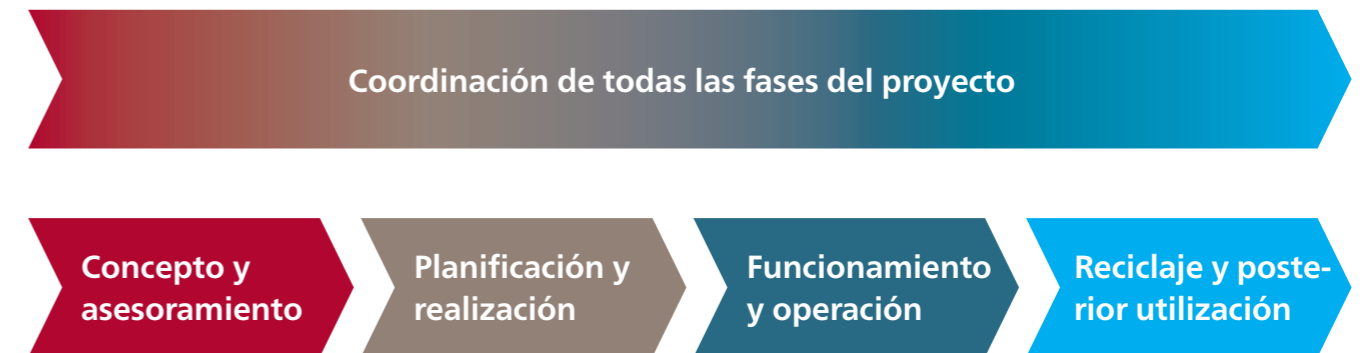 Coordinación de todas las fases del proyecto
Concepto y
asesoramiento
Planificación y
realización
Funcionamiento
y operación
Reciclaje y poste-
rior utilización